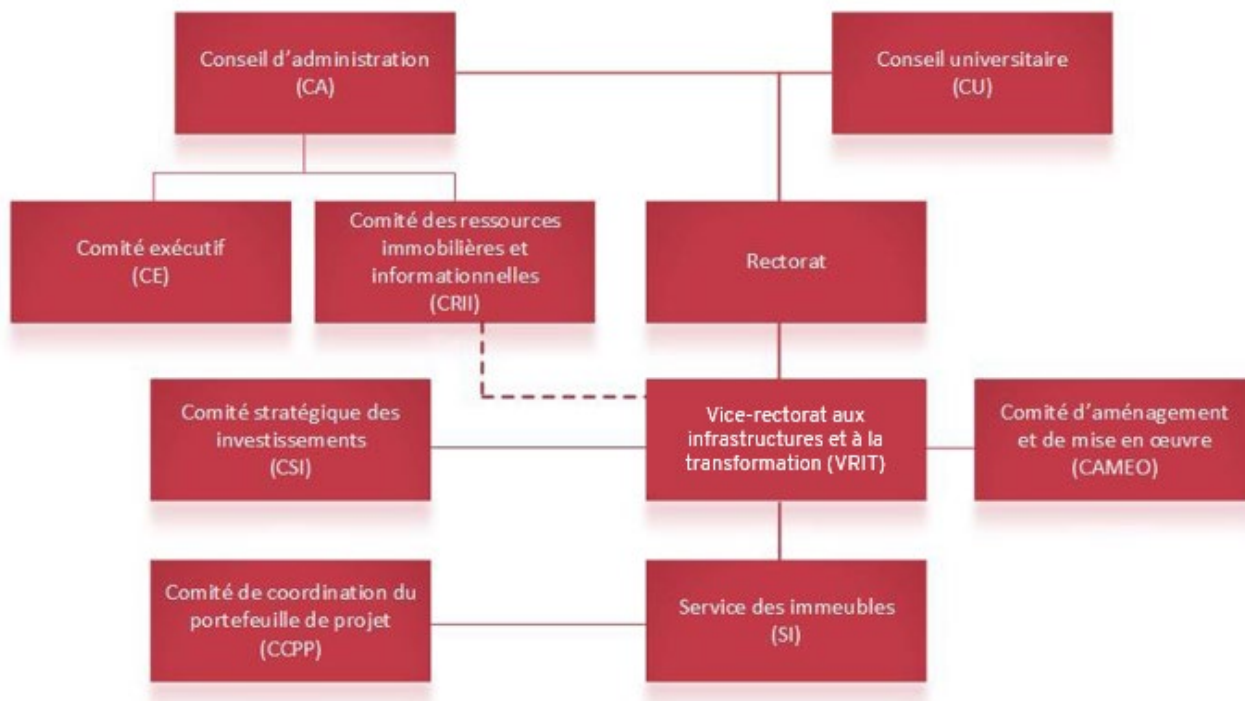 Conseil d'administration
(CA)
Conseil universitaire
(CU)
Comité exécutif
(CE)
Comité des ressources
immobilières et
informationnelles
(CRII)
Rectorat
Comité stratégique des
investissements
(CSI)
Vice-rectorat aux
infrastructures et à la
transformation (VRIT)
Comité d'aménagement
et de mise en œuvre
(CAMEO)
Comité de coordination du
portefeuille de projet
(CCPP)
Service des immeubles
(SI)